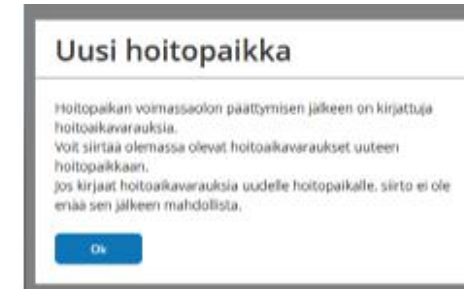 Uusi hoitopaikka
Hoitopaikan voimassaolon päättymisen jälkeen on kirjattuja
hoitoaikavarauksia.
Voit siirtää olemassa olevat hoitoaikavaraukset uuteen
hoitopaikkaan.
Jos kirjaat hoitoaikavarauksia uudelle hoitopaikalle, siirto ei ole
enää sen jälkeen mahdollista.
Ok